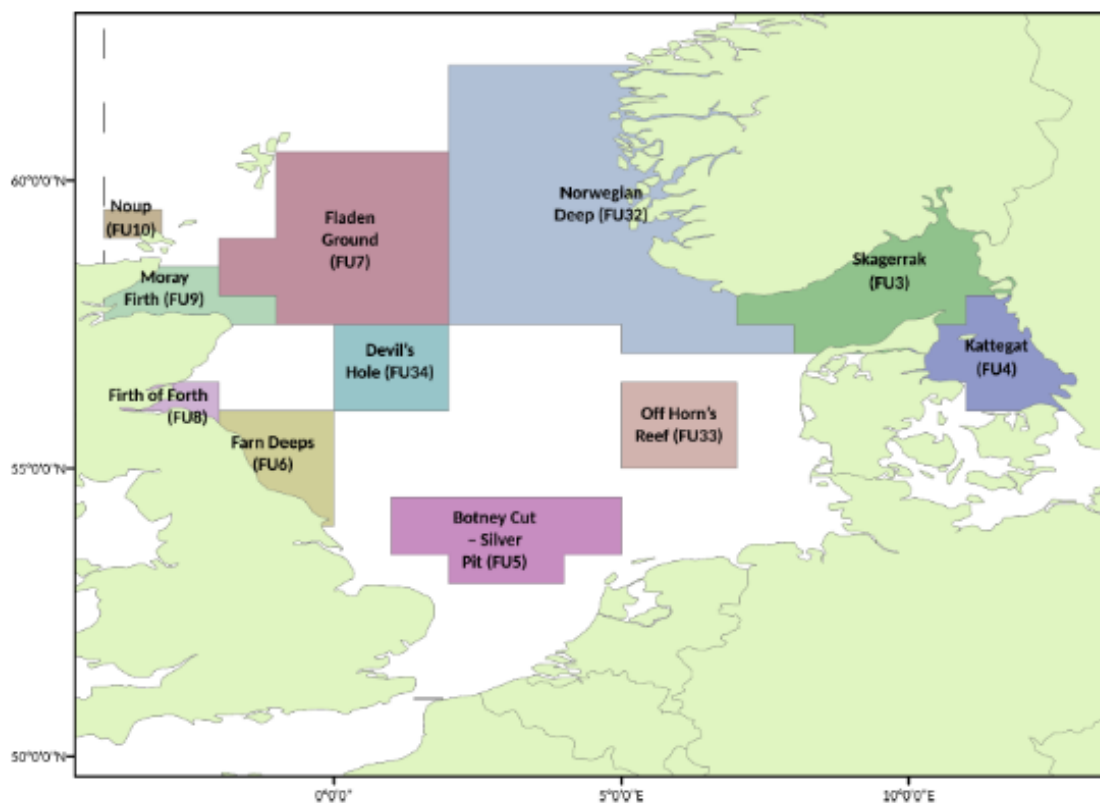 60°0'0"N
Noup
(FU10)
Fladen
Ground
(FU7)
Norwegian
Deep (FU32)
Moray
Firth (FU9)
Skagerrak
(FU3)
Devil's
Hole (FU34)
Kattegat
(FU4)
Firth of Forth
(FU8)
Off Horn's
Reef (FU33)
Farn Deeps
(FU6)
55°0'0"N
Botney Cut
– Silver
Pit (FU5)
50°0'0"N
0°0'0"
5°0'0"E
10°0'0"E